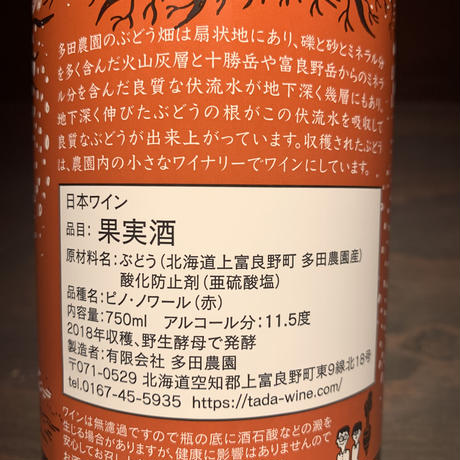 多田農園のぶどう畑は扇状地にあり、礫と砂とミネラル分
を多く含んだ火山灰層と十勝岳や富良野岳からのミネラ
ル分を含んだ良質な伏流水が地下深く幾層にもあり、
地下深く伸びたぶどうの根がこの伏流水を吸収して
良質なぶどうが出来上がっています。収穫されたぶどう
は、農園内の小さなワイナリーでワインにしています。
日本ワイン
品目：果実酒
原材料名：ぶどう（北海道上富良野町 多田農園産）
酸化防止剤（亜硫酸塩）
品種名：ピノ・ノワール（赤）
内容量：750ml アルコール分：11.5度
2018年収穫、野生酵母で発酵
製造者：有限会社 多田農園
〒071-0529 北海道空知郡上富良野町東9線北18号
tel.0167-45-5935 https://tada-wine.com/
ワインは無濾過ですので瓶の底に酒石酸などの澱を
生じる場合がありますが、健康に影響はありませんので